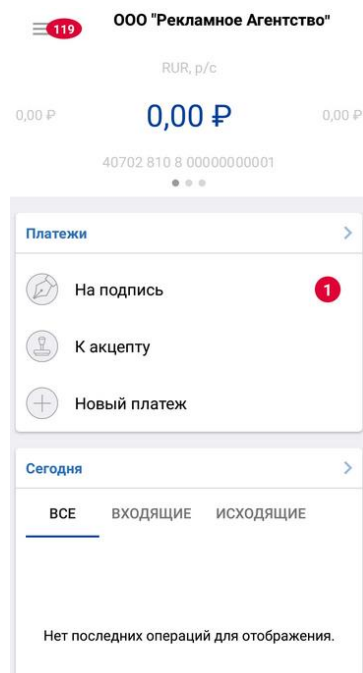 119
ООО "Рекламное Агентство"
RUR, р/с
0,00 ₽ 0,00 ₽ 0,00 ₽
40702 810 8 00000000001
Платежи
На подпись 1
К акцепту
Новый платеж
Сегодня
ВСЕ ВХОДЯЩИЕ ИСХОДЯЩИЕ
Нет последних операций для отображения.